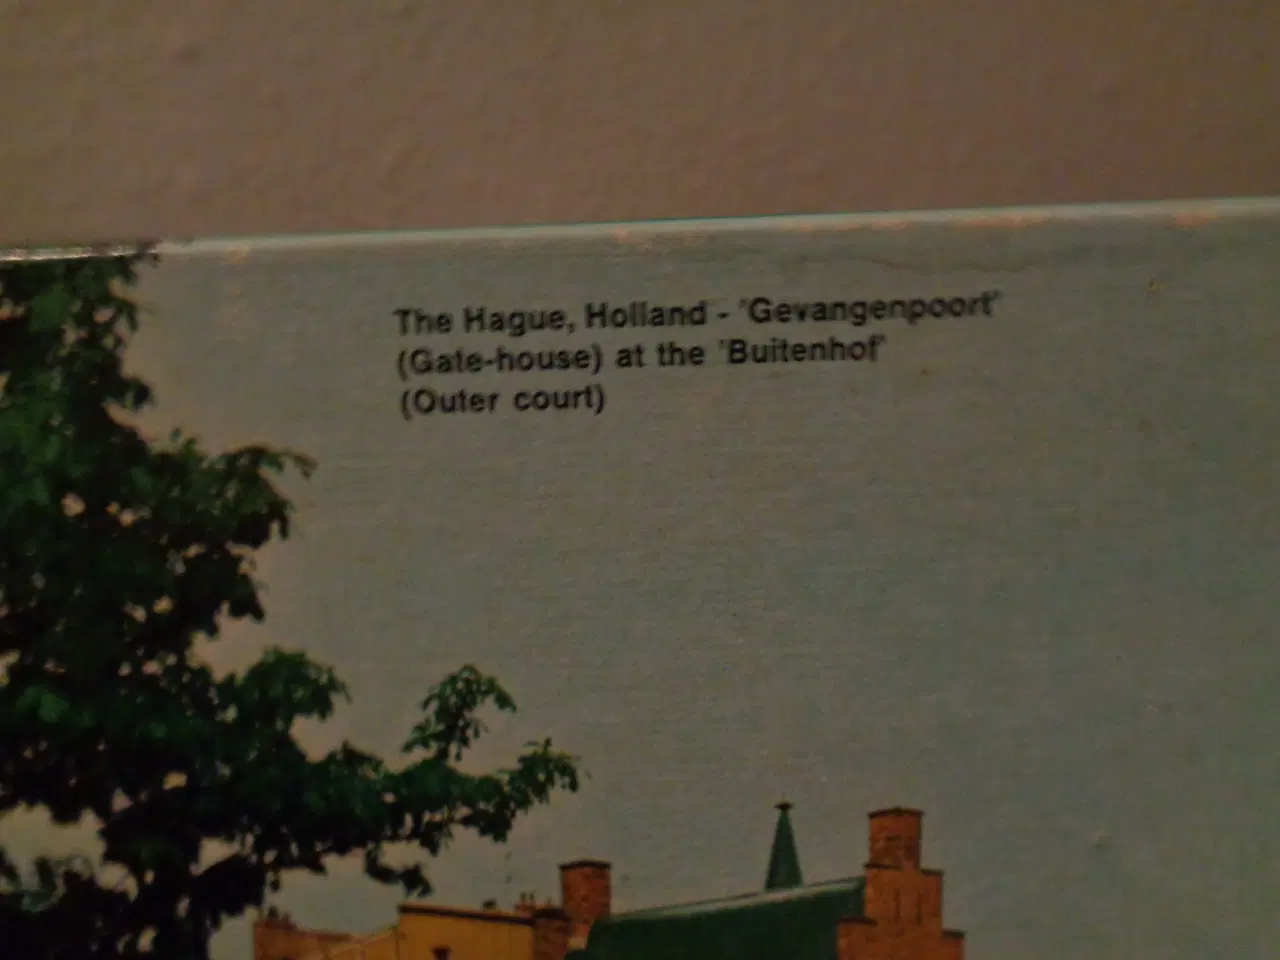 The Hague, Holland - 'Gevangenpoort'
(Gate-house) at the 'Buitenhof'
(Outer court)